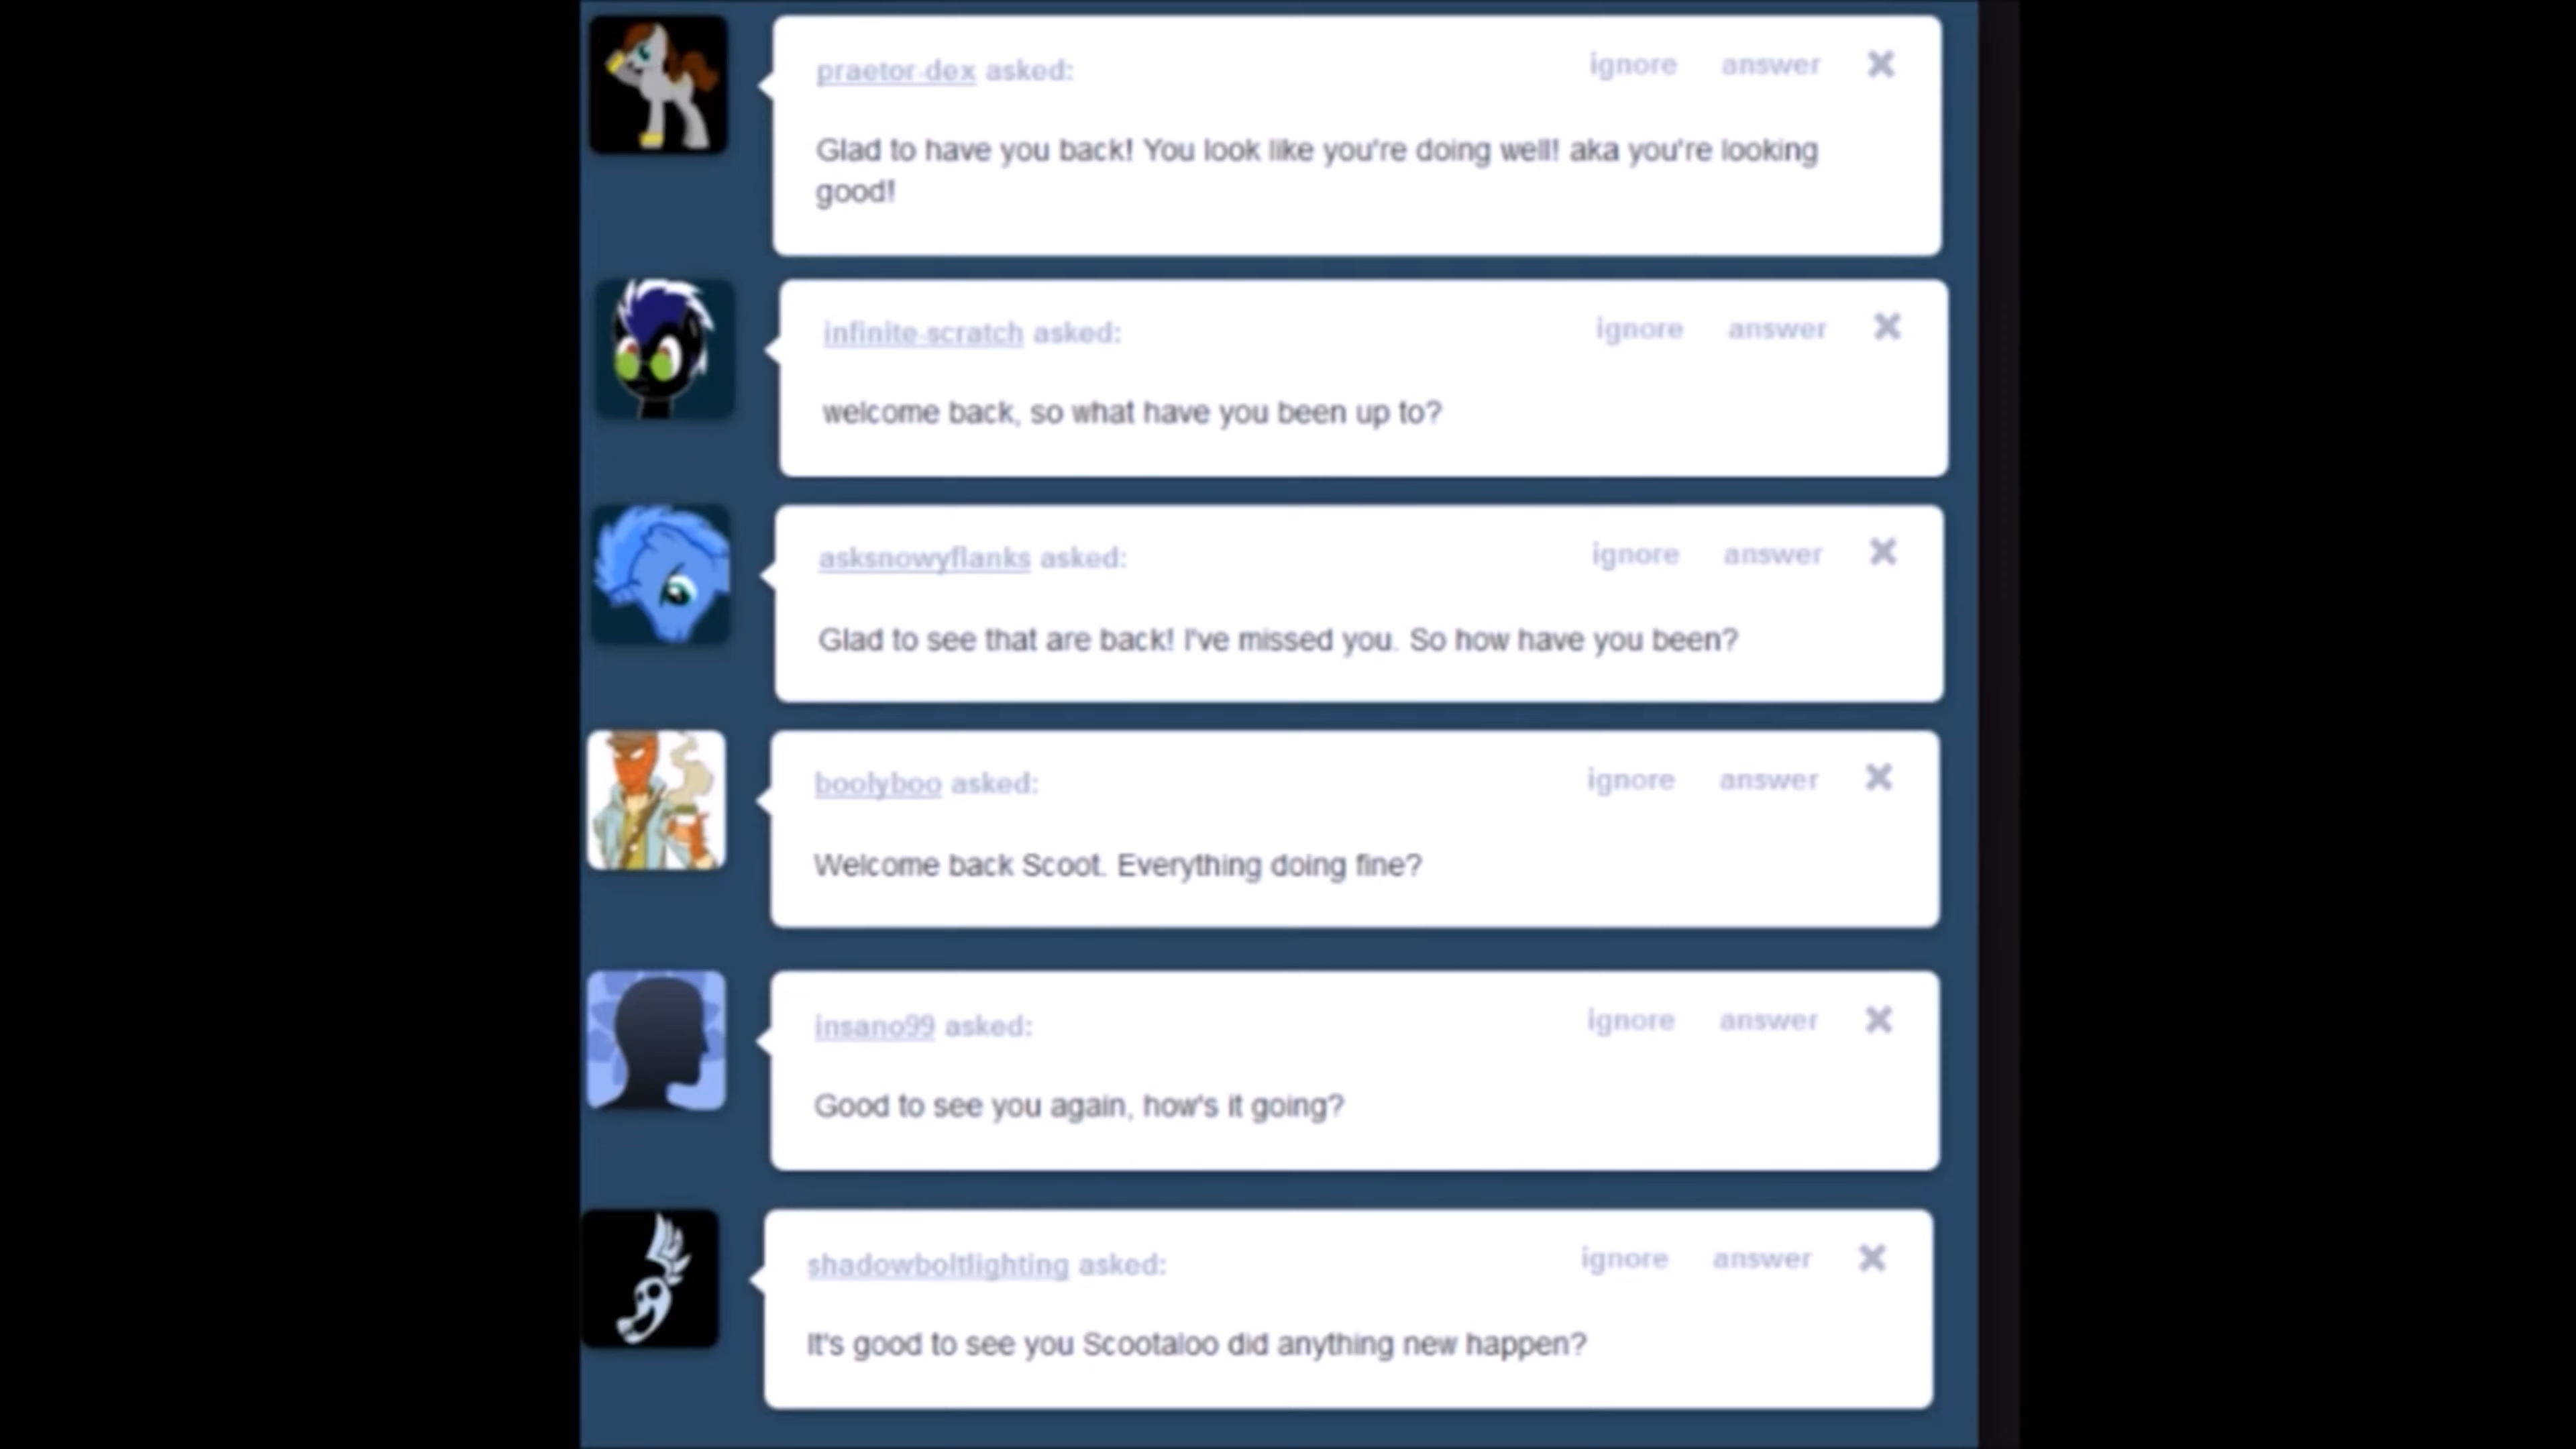 praetor-dex asked: ignore answer
Glad to have you back! You look like you're doing well! aka you're looking
good!
infinite-scratch asked: ignore answer
welcome back, so what have you been up to?
asksnowyflanks asked: ignore answer
Glad to see that are back! I've missed you. So how have you been?
boolyboo asked: ignore answer
Welcome back Scoot. Everything doing fine?
insano99 asked: ignore answer
Good to see you again, how's it going?
shadowboltlighting asked: ignore answer
It's good to see you Scootaloo did anything new happen?